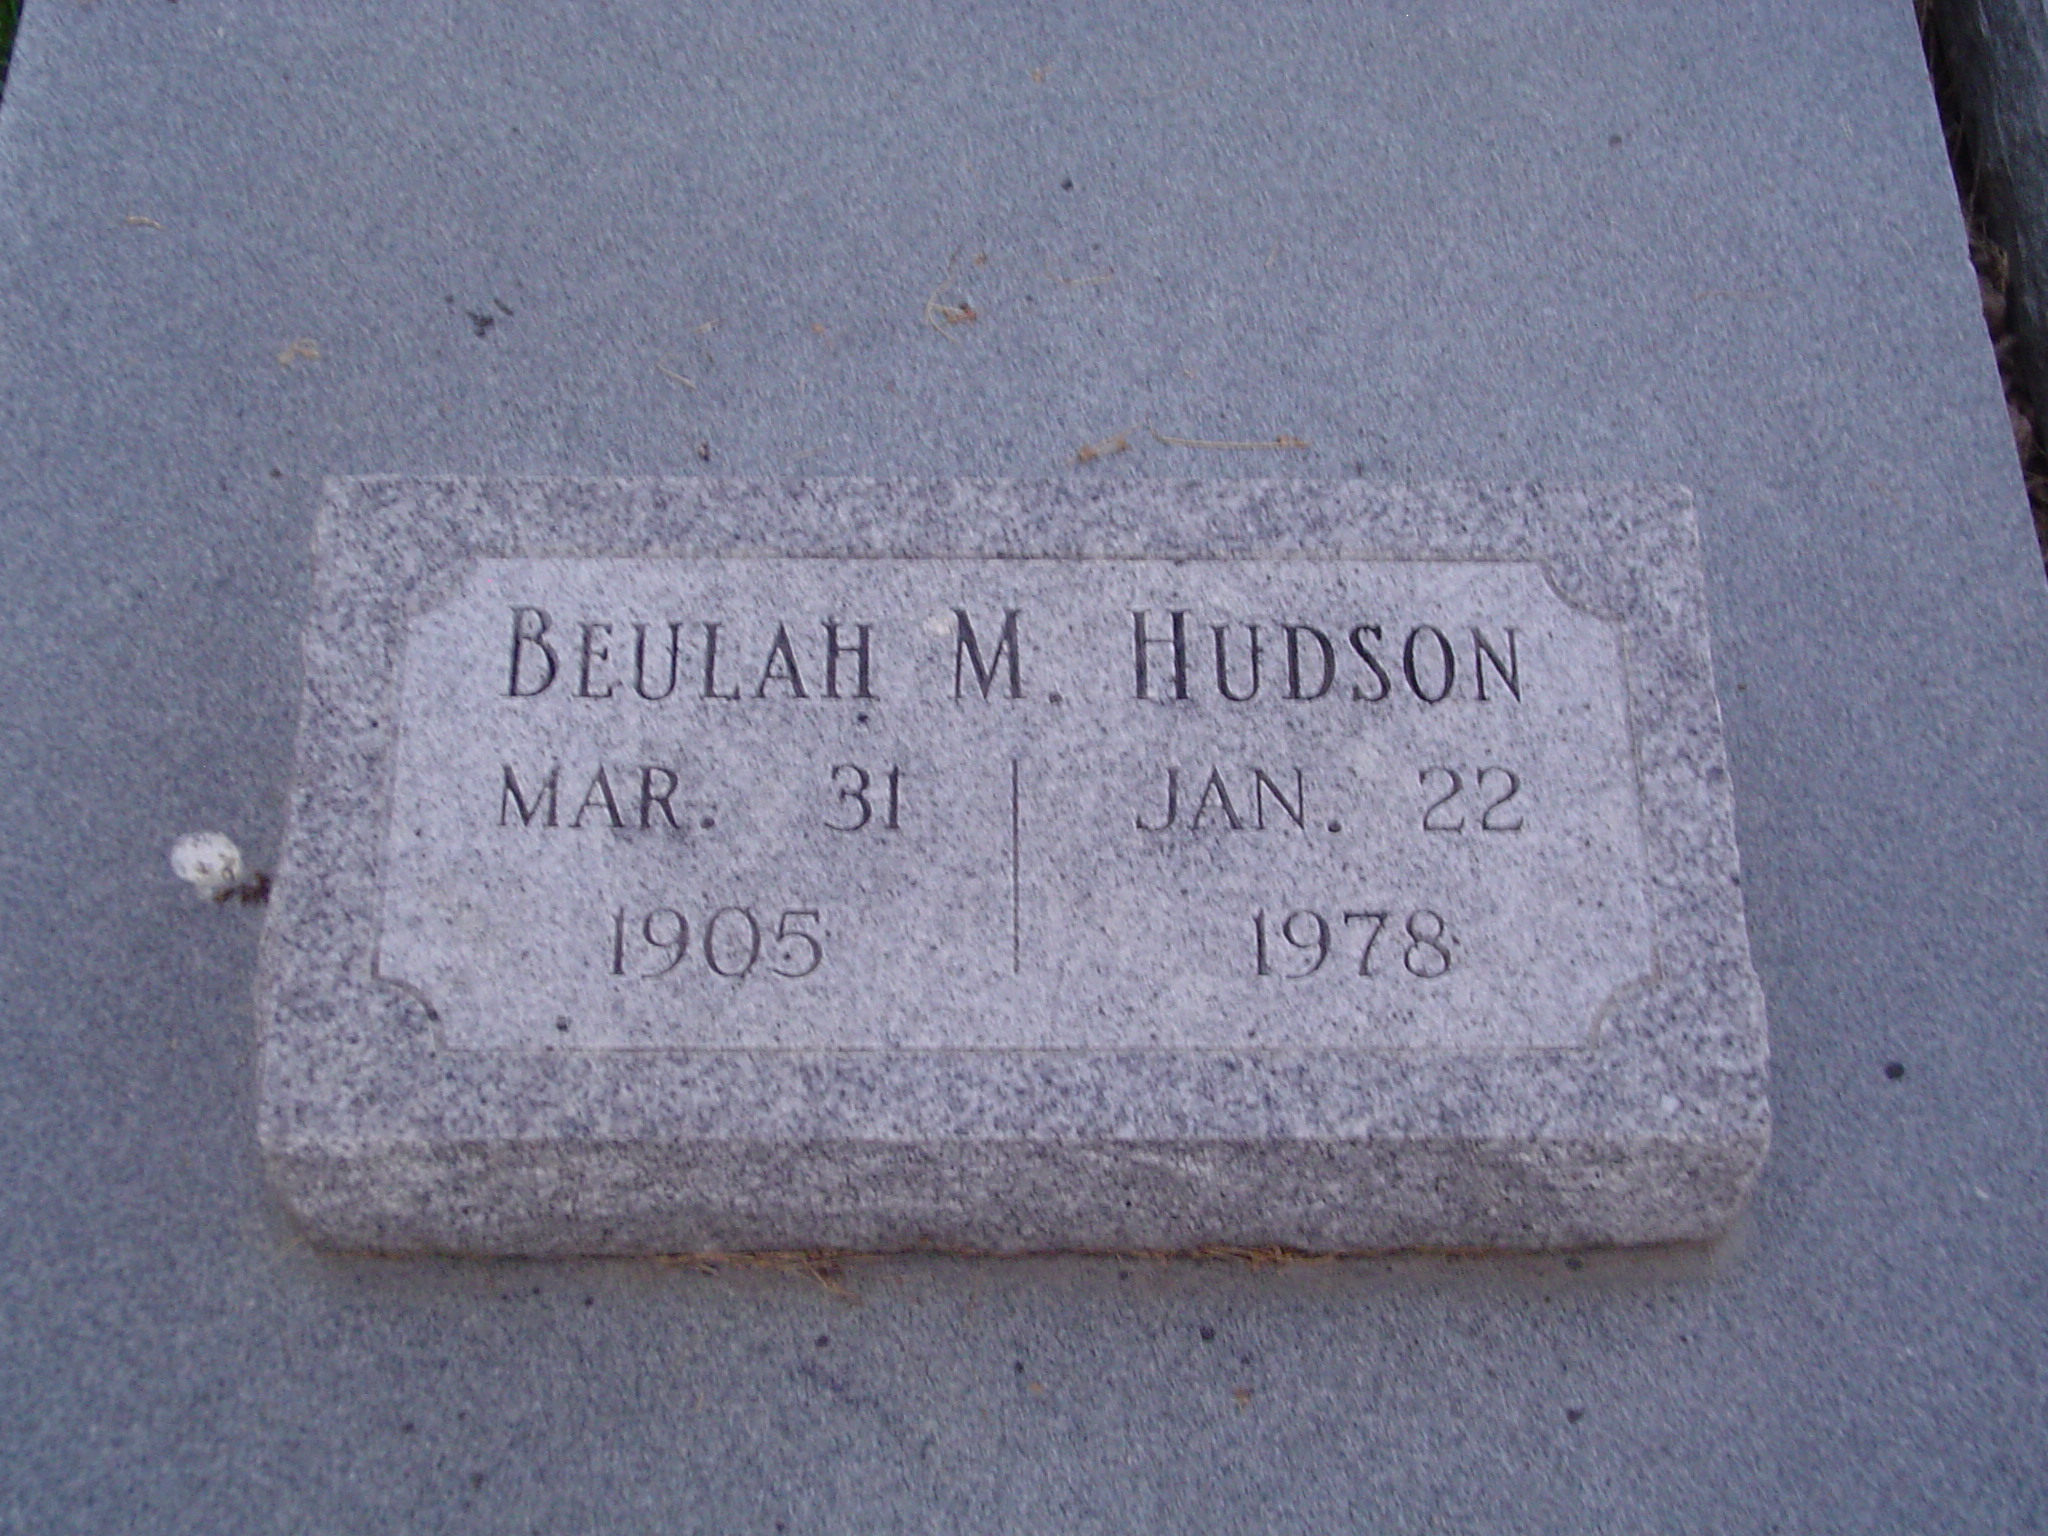 BEULAH M. HUDSON
MAR. 31 JAN. 22
1905 1978